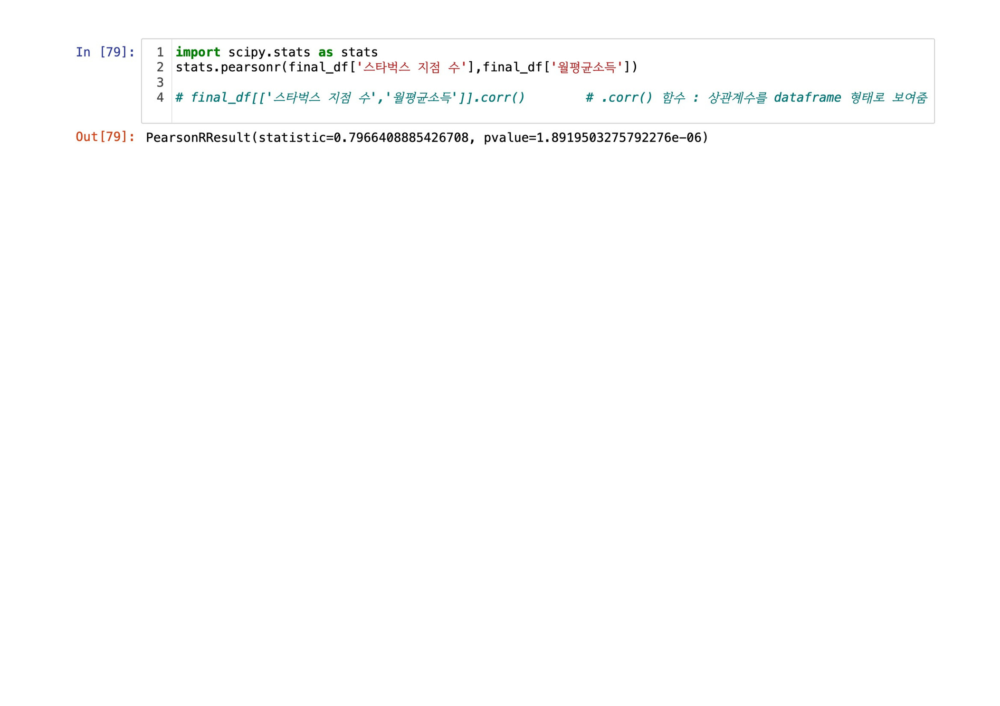 In [79]:
1 import scipy.stats as stats
2 stats.pearsonr(final_df['스타벅스 지점 수'],final_df['월평균소득'])
3
4 # final_df[['스타벅스 지점 수','월평균소득']].corr()        # .corr() 함수 : 상관계수를 dataframe 형태로 보여줌
Out[79]: PearsonRResult(statistic=0.7966408885426708, pvalue=1.8919503275792276e-06)